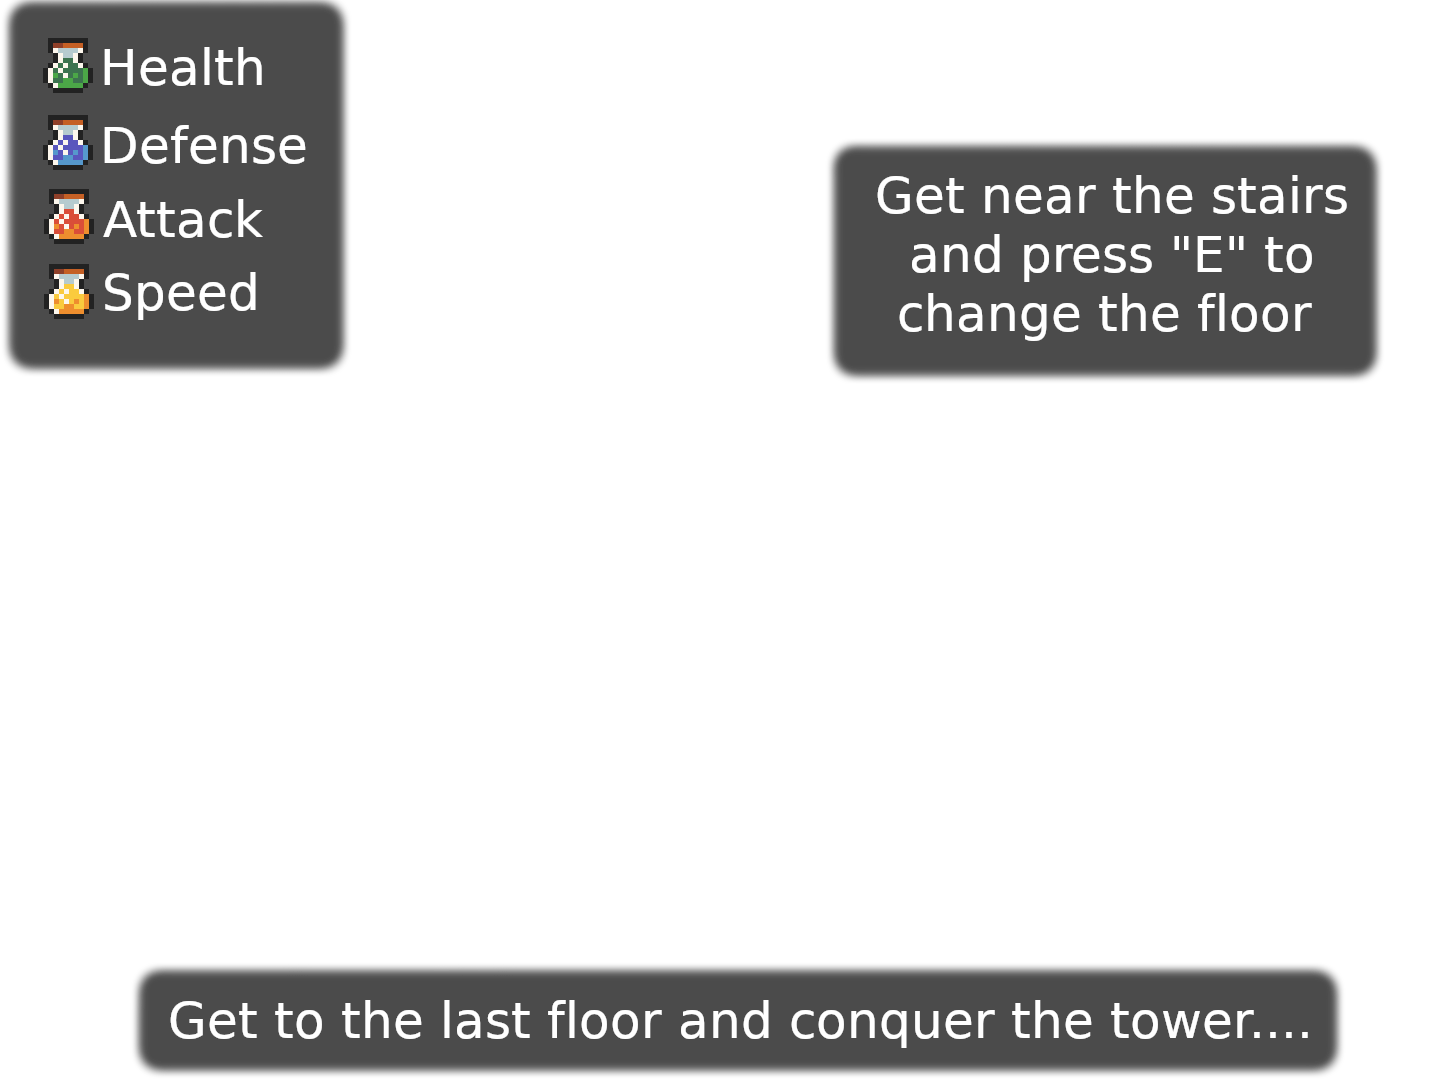 Health
Defense
Attack
Speed
Get near the stairs
and press "E" to
change the floor
Get to the last floor and conquer the tower....